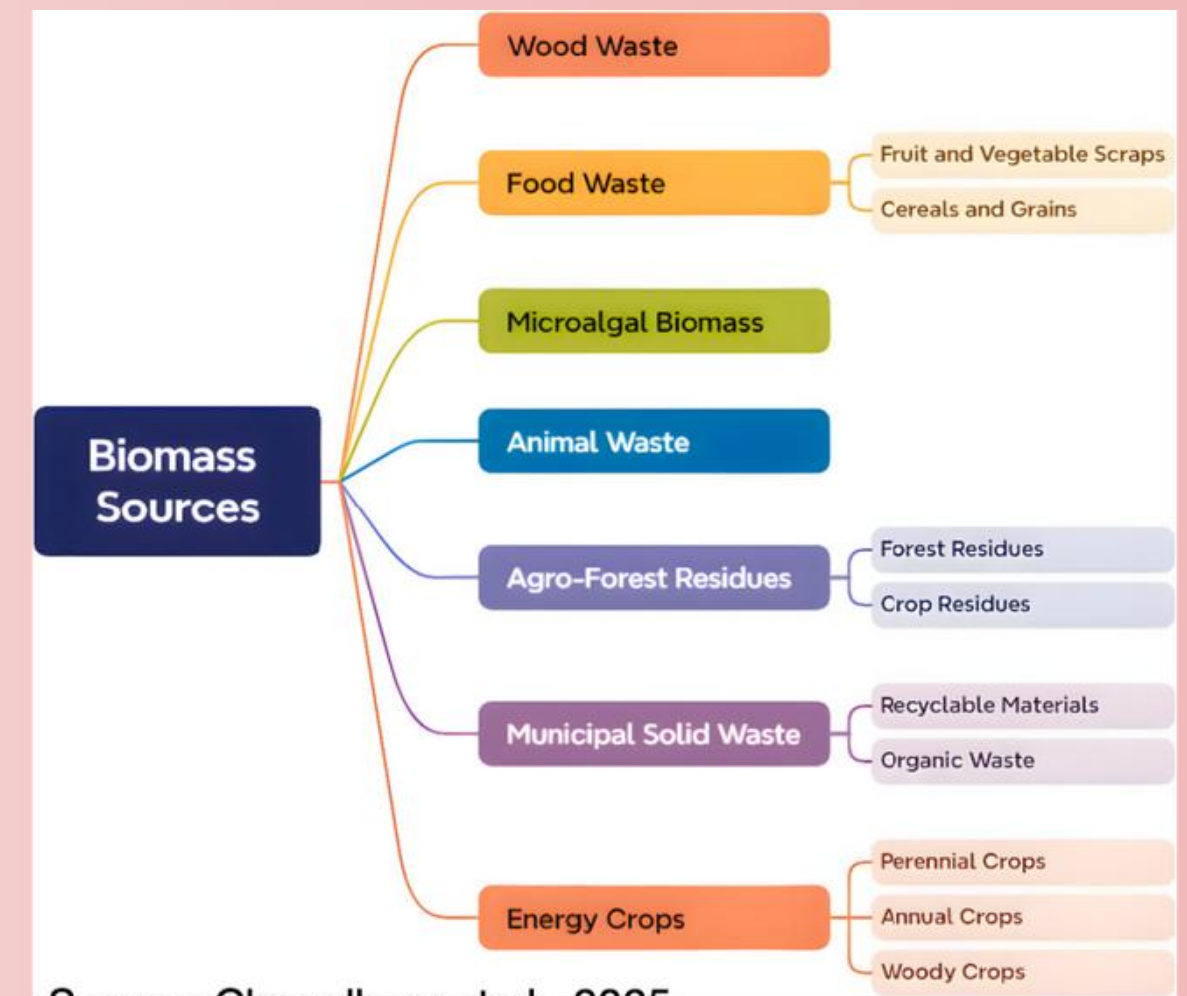 Biomass
Sources
Wood Waste
Food Waste
Fruit and Vegetable Scraps
Cereals and Grains
Microalgal Biomass
Animal Waste
Agro-Forest Residues
Forest Residues
Crop Residues
Municipal Solid Waste
Recyclable Materials
Organic Waste
Energy Crops
Perennial Crops
Annual Crops
Woody Crops